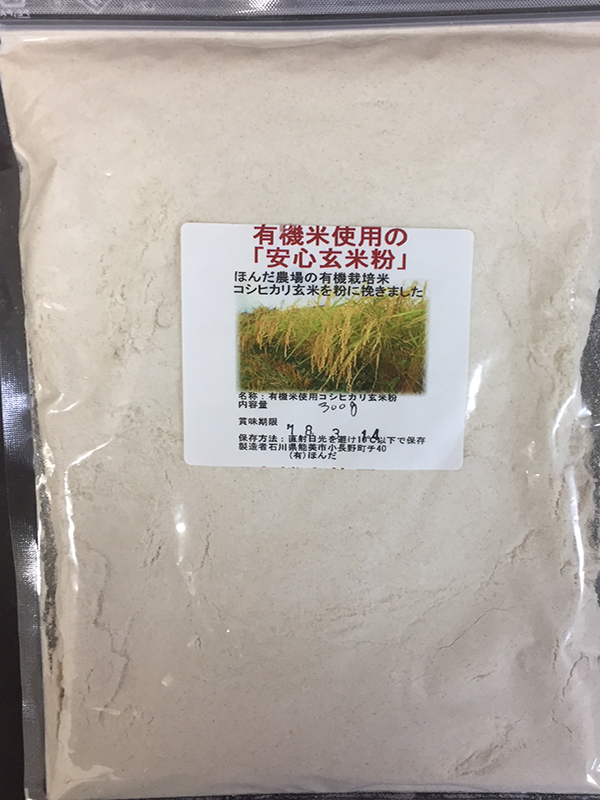 有機米使用の
「安心玄米粉」
ほんだ農場の有機栽培米
コシヒカリ玄米を粉に挽きました
名称：有機米使用コシヒカリ玄米粉
内容量 300g
賞味期限
18.3.14
保存方法：直射日光を避け15℃以下で保存
製造者石川県能美市小長野町チ40
(有)ほんだ